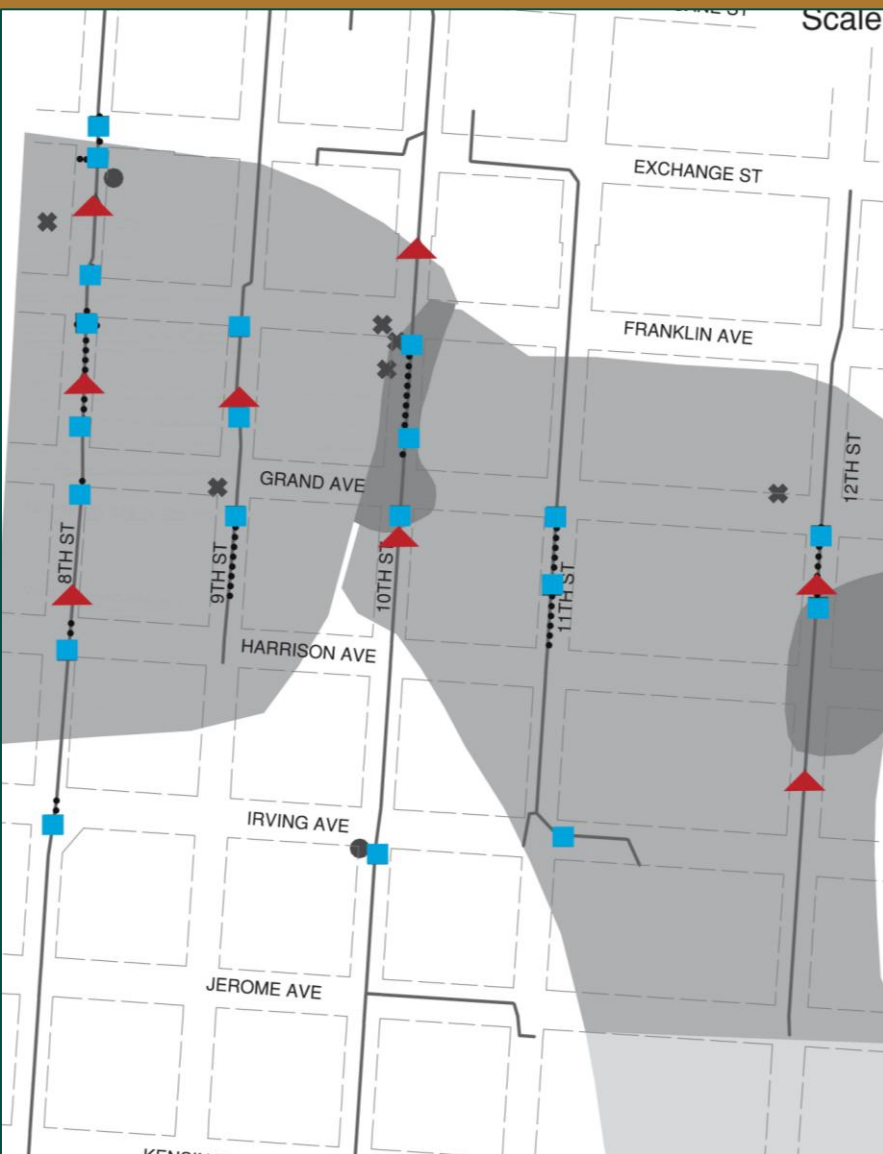 Scale
EXCHANGE ST
FRANKLIN AVE
12TH ST
GRAND AVE
8TH ST
9TH ST
10TH ST
11TH ST
HARRISON AVE
IRVING AVE
JEROME AVE